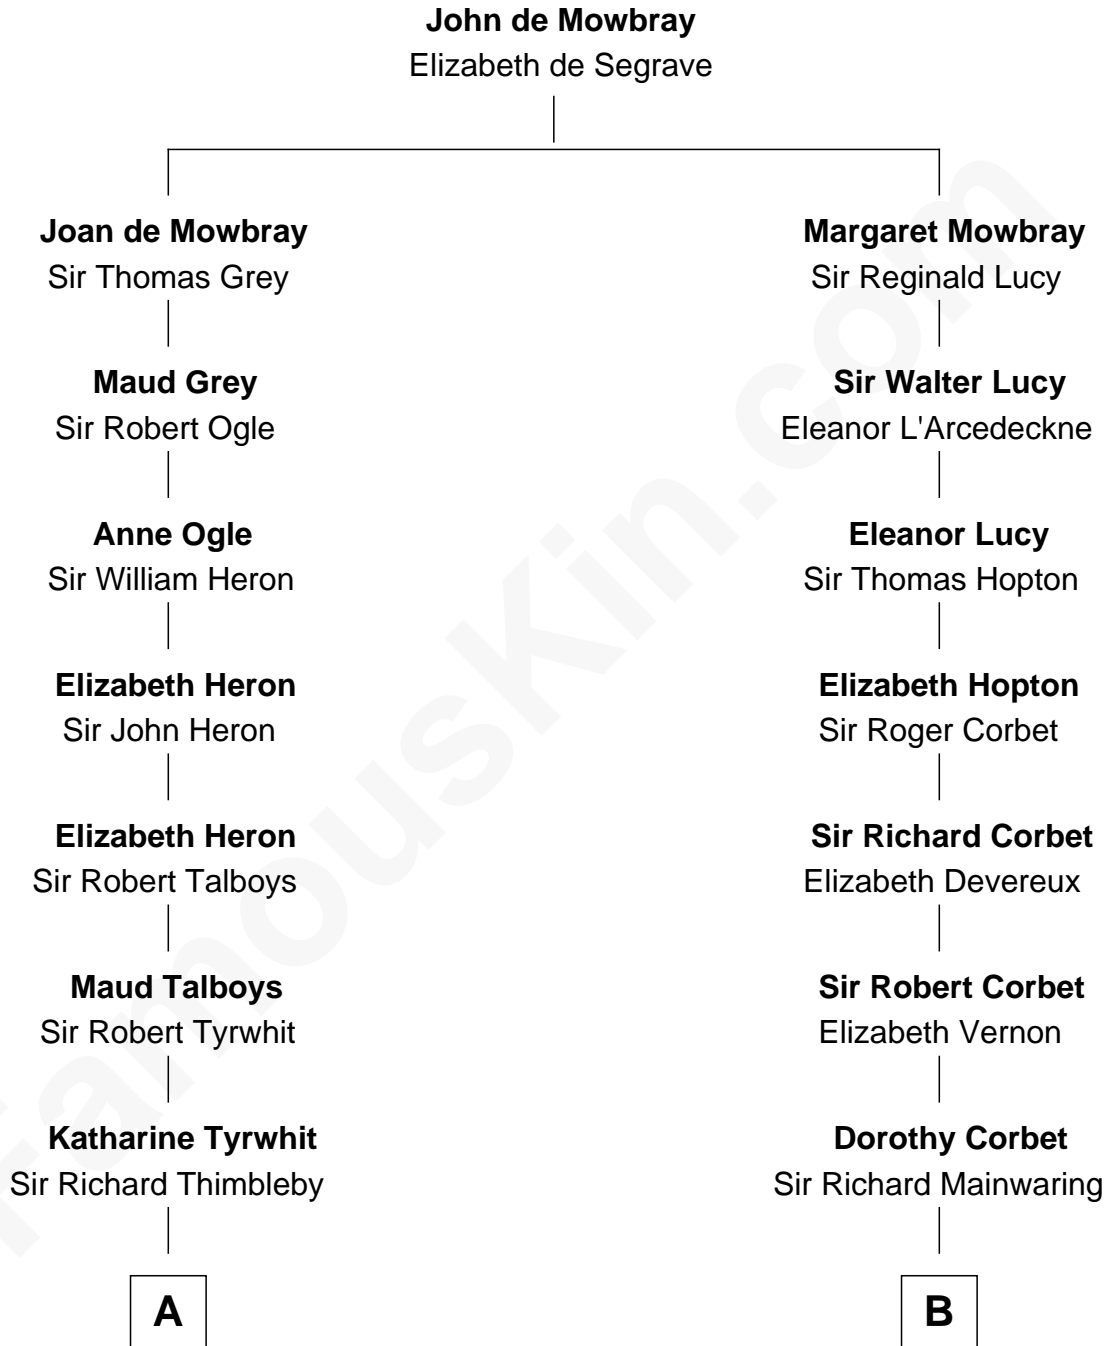 John de Mowbray
Elizabeth de Segrave
Joan de Mowbray
Sir Thomas Grey
Margaret Mowbray
Sir Reginald Lucy
Maud Grey
Sir Robert Ogle
Sir Walter Lucy
Eleanor L'Arcedeckne
Anne Ogle
Sir William Heron
Eleanor Lucy
Sir Thomas Hopton
Elizabeth Heron
Sir John Heron
Elizabeth Hopton
Sir Roger Corbet
Elizabeth Heron
Sir Robert Talboys
Sir Richard Corbet
Elizabeth Devereux
Maud Talboys
Sir Robert Tyrwhit
Sir Robert Corbet
Elizabeth Vernon
Katharine Tyrwhit
Sir Richard Thimbleby
Dorothy Corbet
Sir Richard Mainwaring
A
B
FamousKin.com